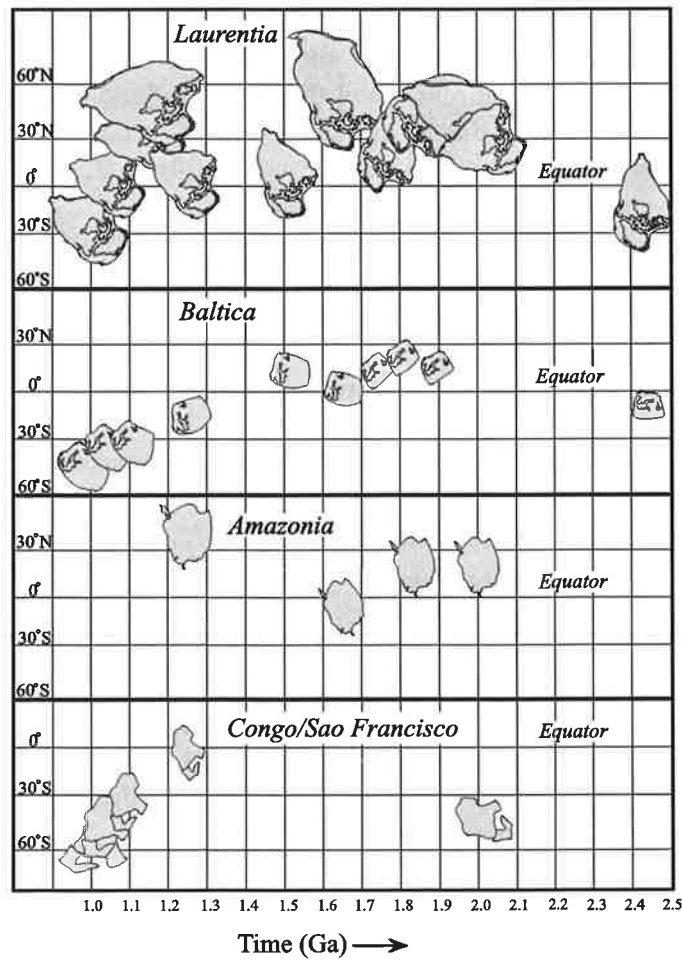 Laurentia
60°N
30°N
0°
Equator
30°S
60°S
Baltica
30°N
0°
Equator
30°S
60°S
Amazonia
30°N
0°
Equator
30°S
60°S
Congo/Sao Francisco
0°
Equator
30°S
60°S
1.0 1.1 1.2 1.3 1.4 1.5 1.6 1.7 1.8 1.9 2.0 2.1 2.2 2.3 2.4 2.5
Time (Ga) →